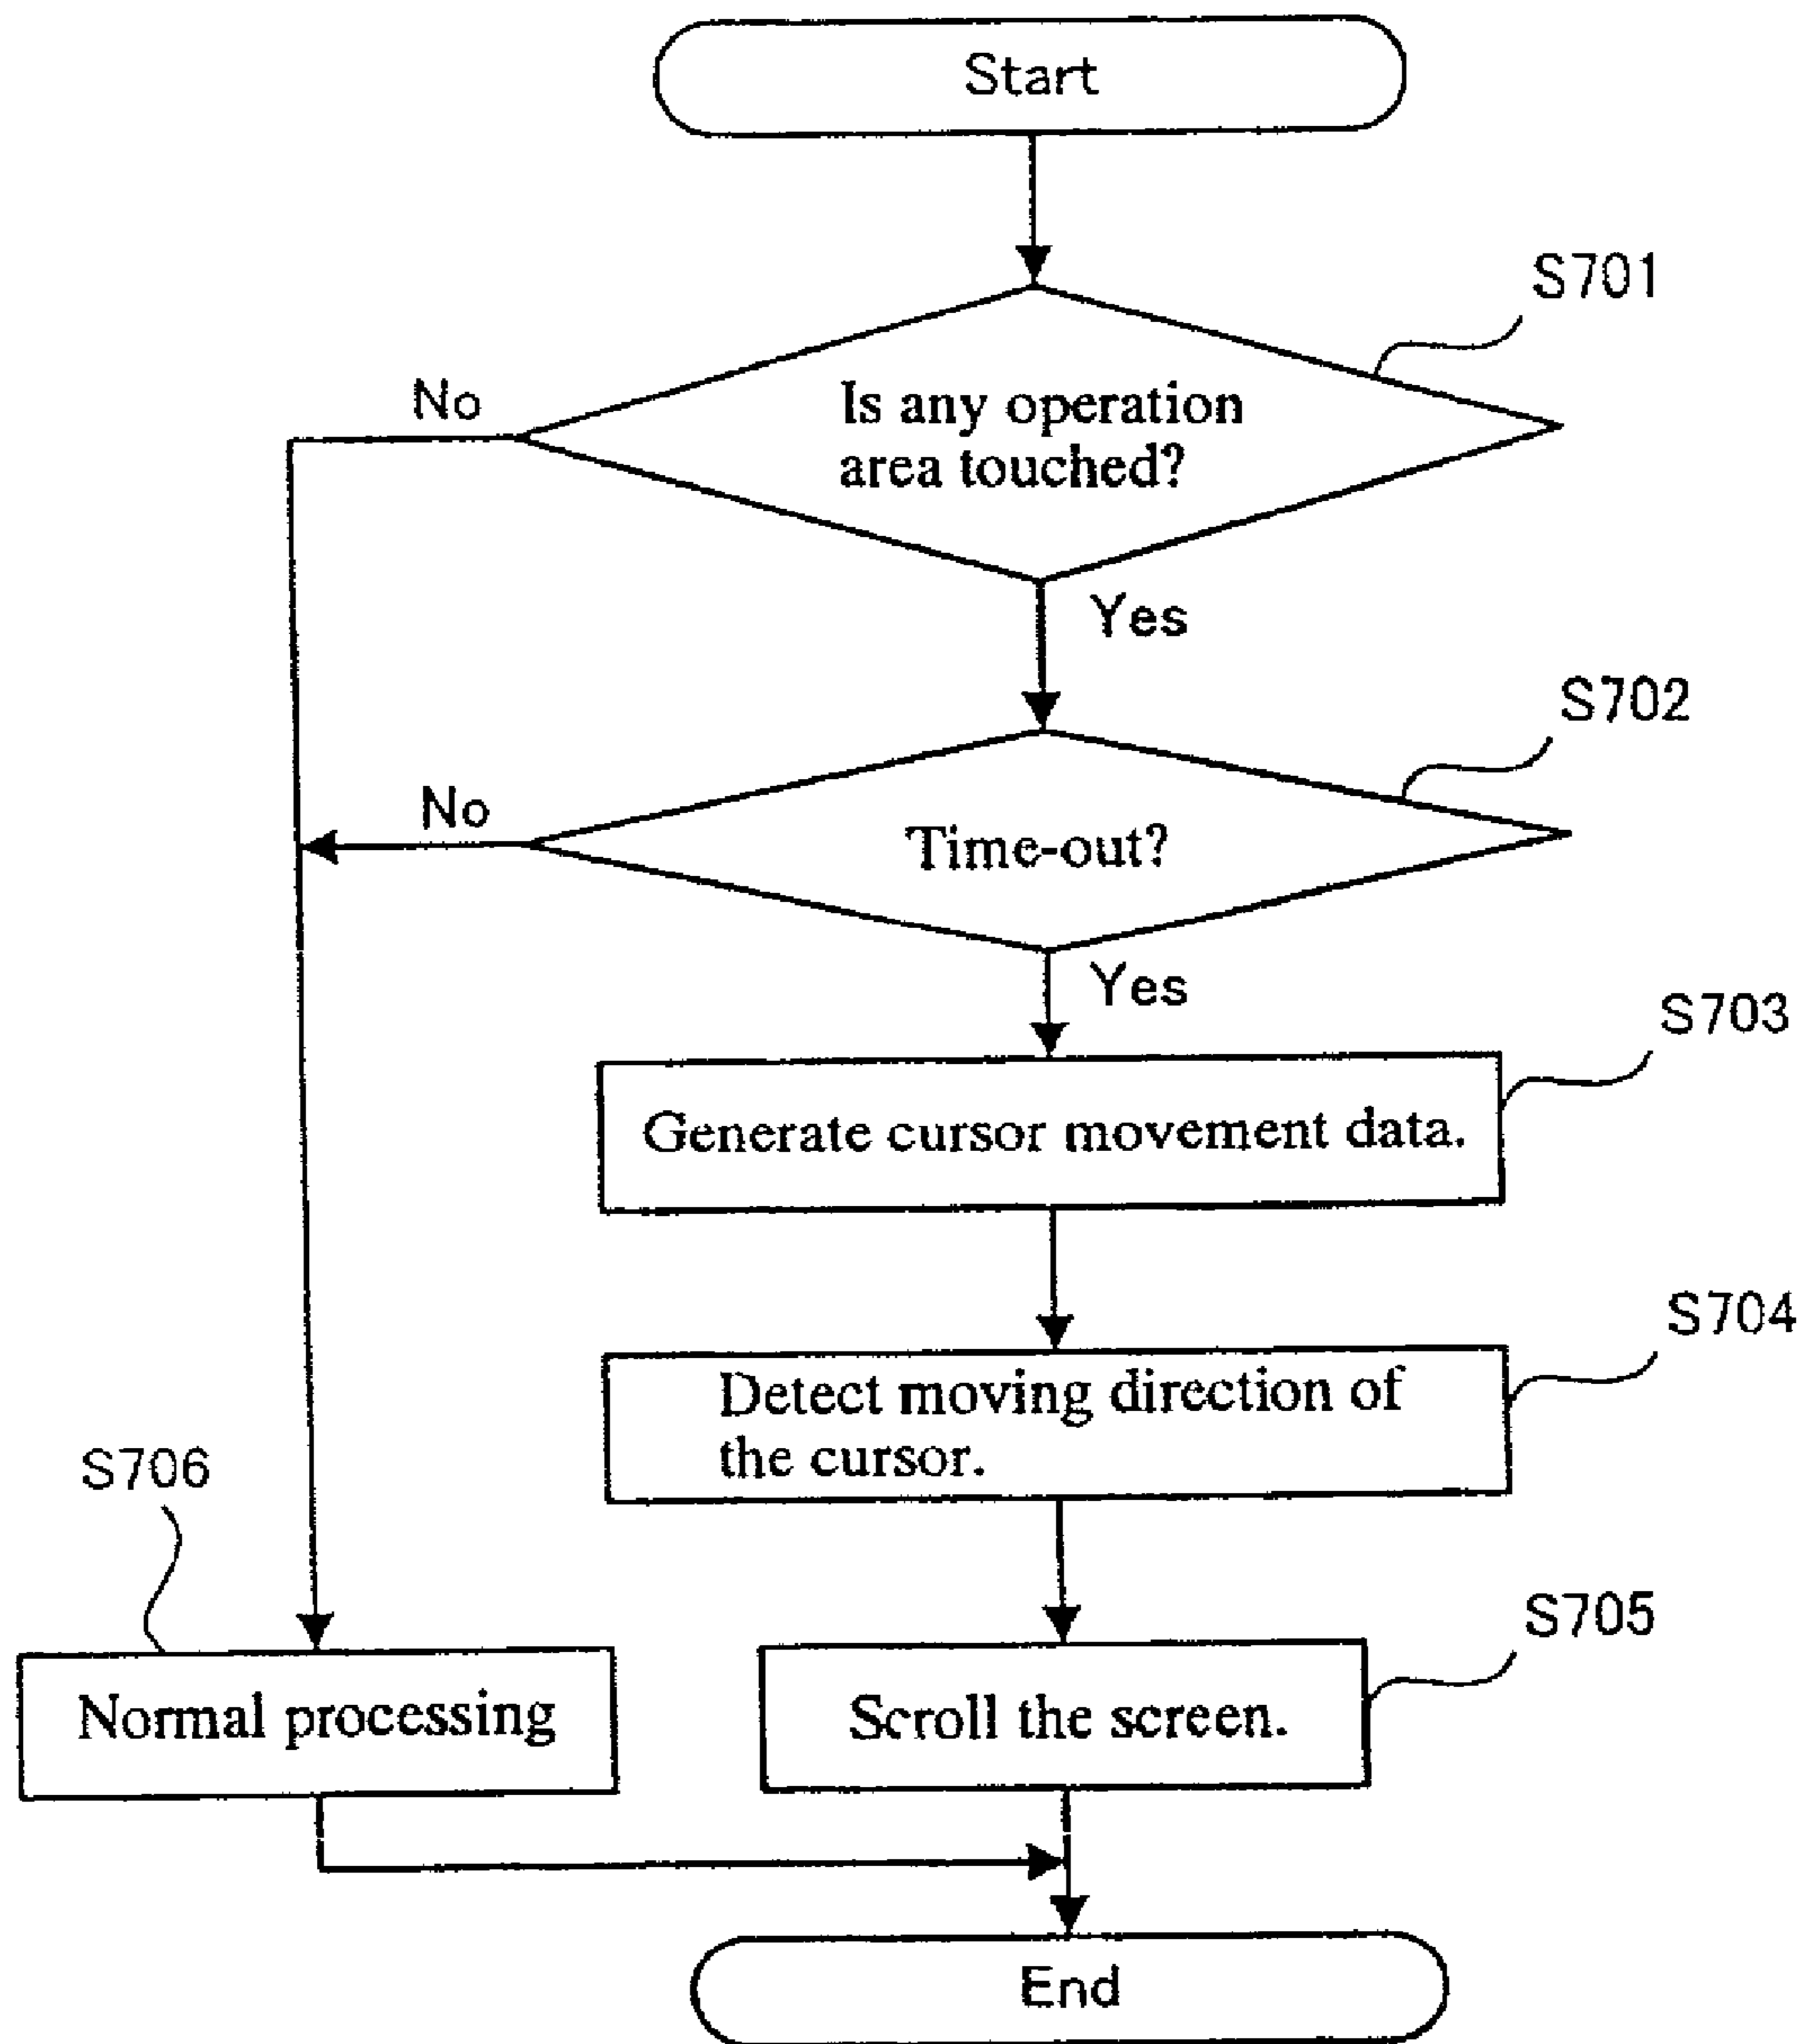 Start
S701
No
Is any operation
area touched?
Yes
S702
No
Time-out?
Yes
S703
Generate cursor movement data.
S704
Detect moving direction of
the cursor.
S706
S705
Normal processing
Scroll the screen.
End